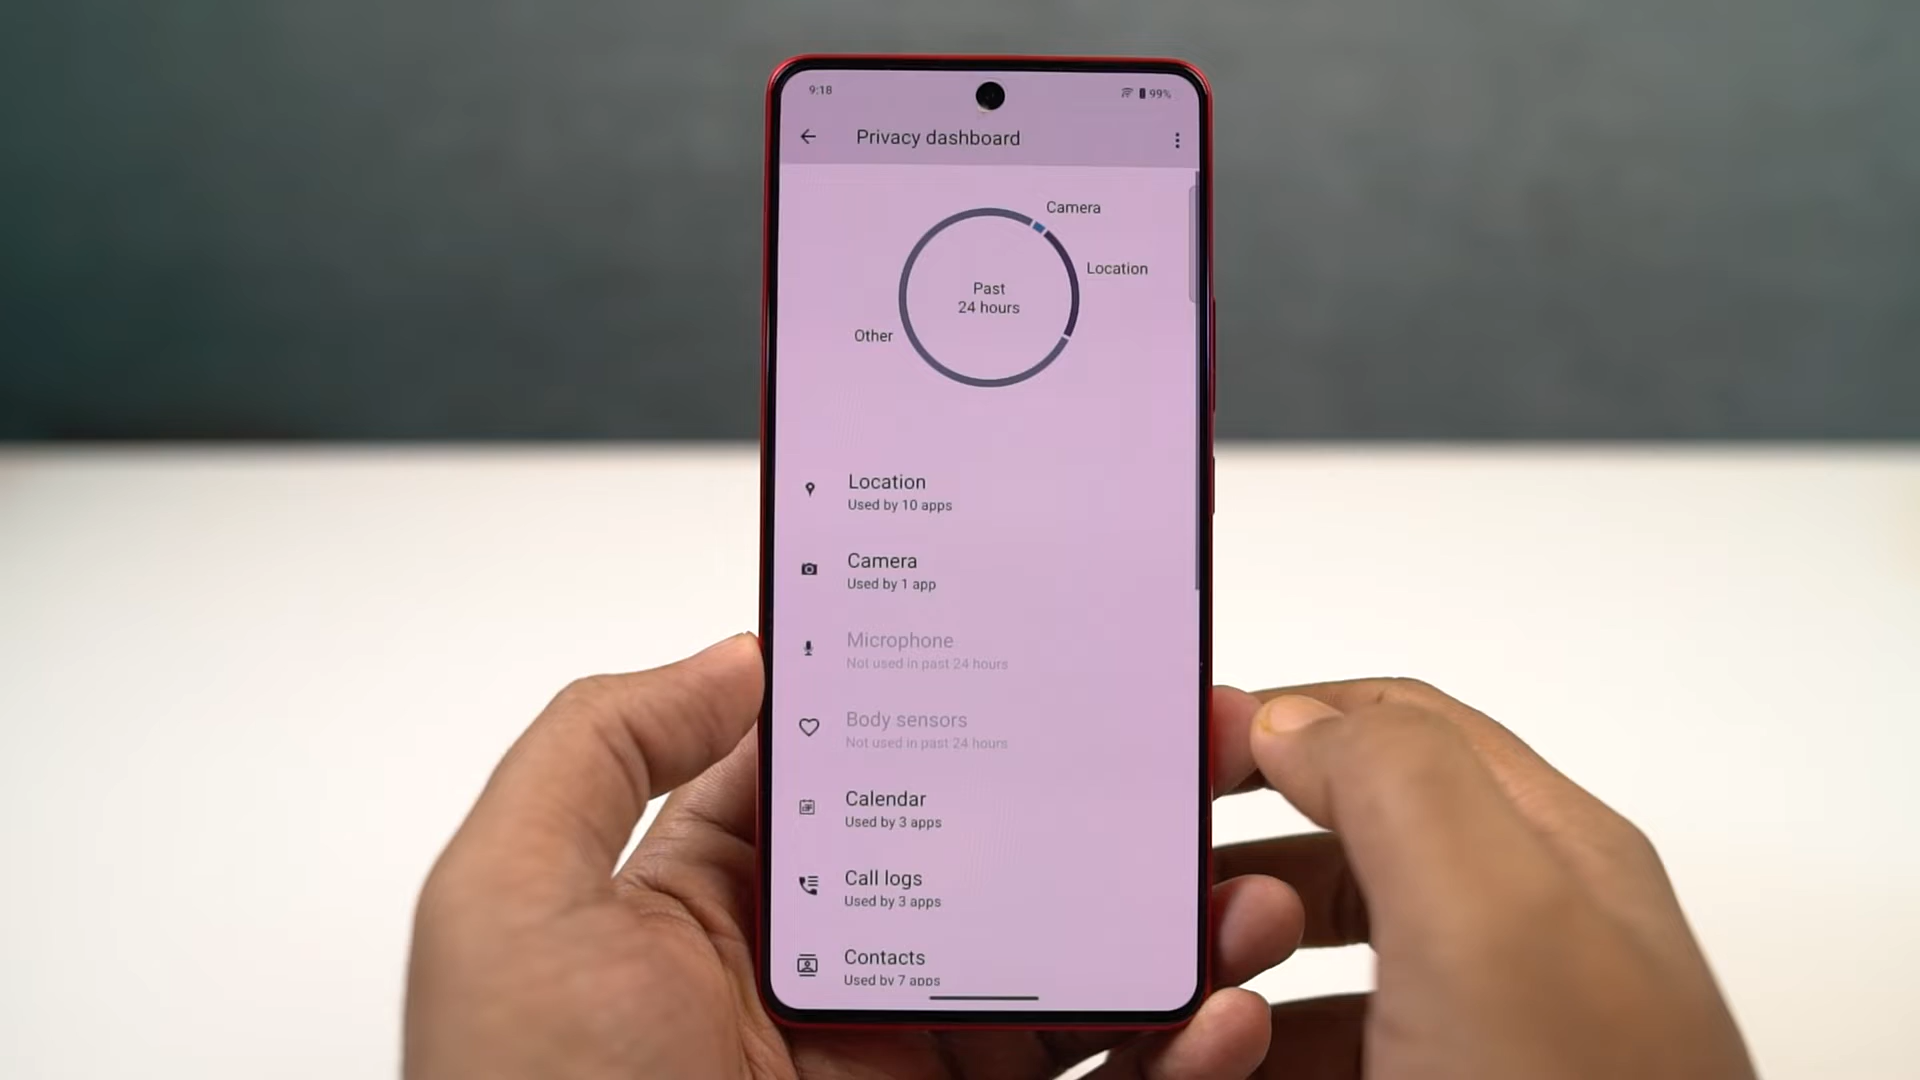 9:18
99%
Privacy dashboard
Camera
Location
Past
24 hours
Other
Location
Used by 10 apps
Camera
Used by 1 app
Microphone
Not used in past 24 hours
Body sensors
Not used in past 24 hours
Calendar
Used by 3 apps
Call logs
Used by 3 apps
Contacts
Used by 7 apps